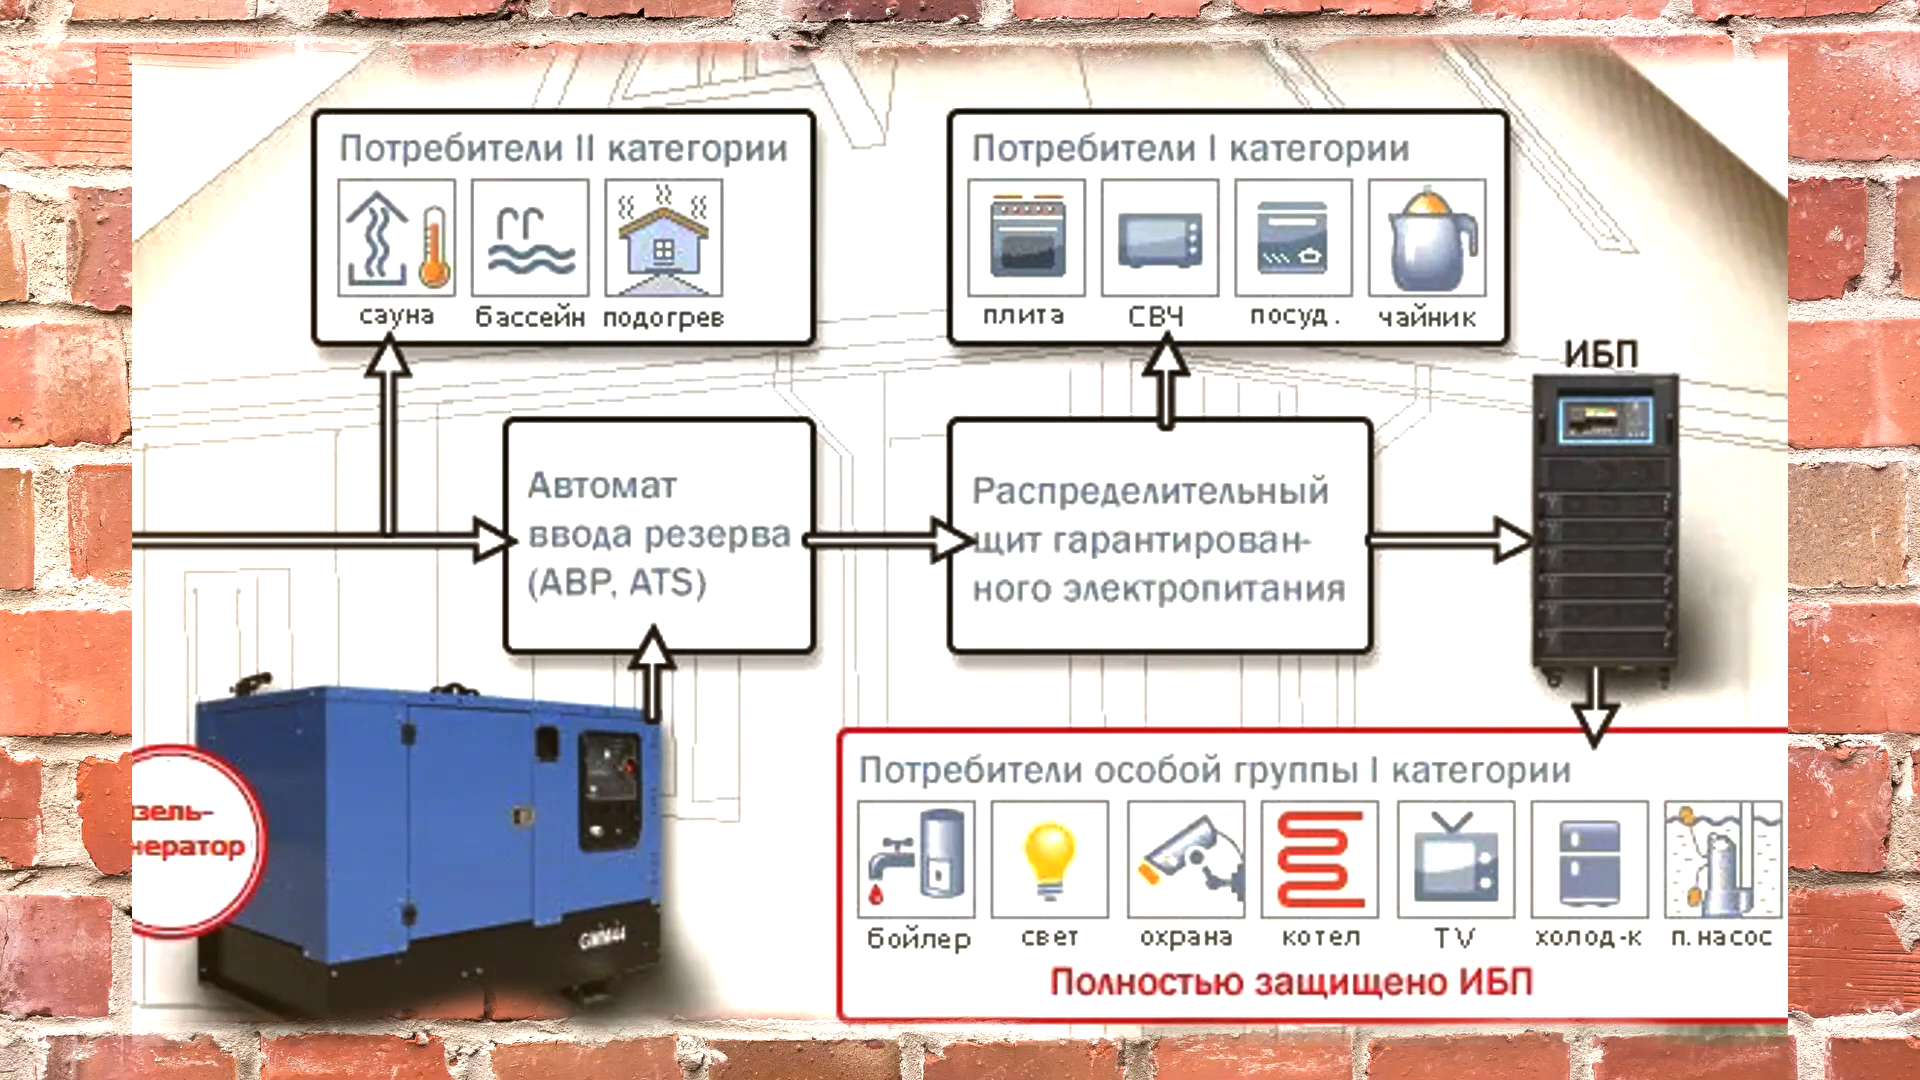 Потребители II категории
сауна бассейн подогрев
Потребители I категории
плита СВЧ посуд. чайник
ИБП
Автомат
ввода резерва
(АВР, ATS)
Распределительный
щит гарантирован-
ного электропитания
зель-
нератор
Потребители особой группы I категории
бойлер свет охрана котел TV холод-к п.насос
Полностью защищено ИБП